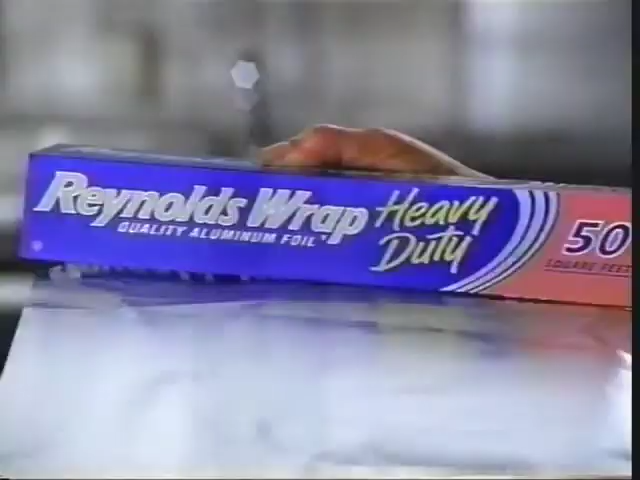 Reynolds Wrap
QUALITY ALUMINUM FOIL
Heavy
Duty
50
SQUARE FEET